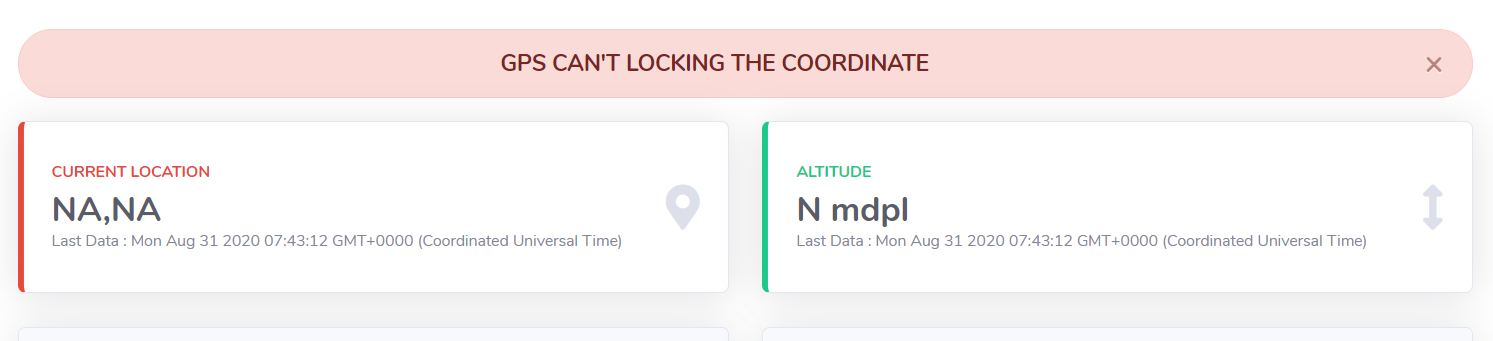 GPS CAN'T LOCKING THE COORDINATE
CURRENT LOCATION
NA,NA
Last Data : Mon Aug 31 2020 07:43:12 GMT+0000 (Coordinated Universal Time)
ALTITUDE
N mdpl
Last Data : Mon Aug 31 2020 07:43:12 GMT+0000 (Coordinated Universal Time)